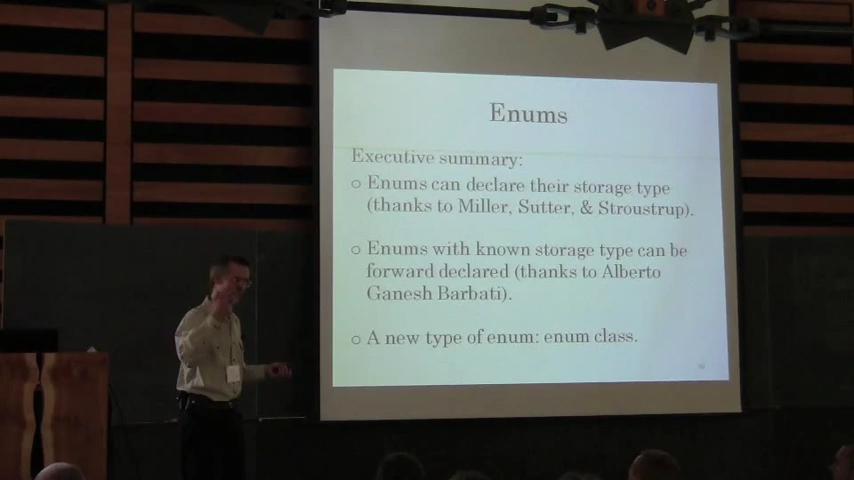 Enums
Executive summary:
○ Enums can declare their storage type
(thanks to Miller, Sutter, & Stroustrup).
○ Enums with known storage type can be
forward declared (thanks to Alberto
Ganesh Barbati).
○ A new type of enum: enum class.